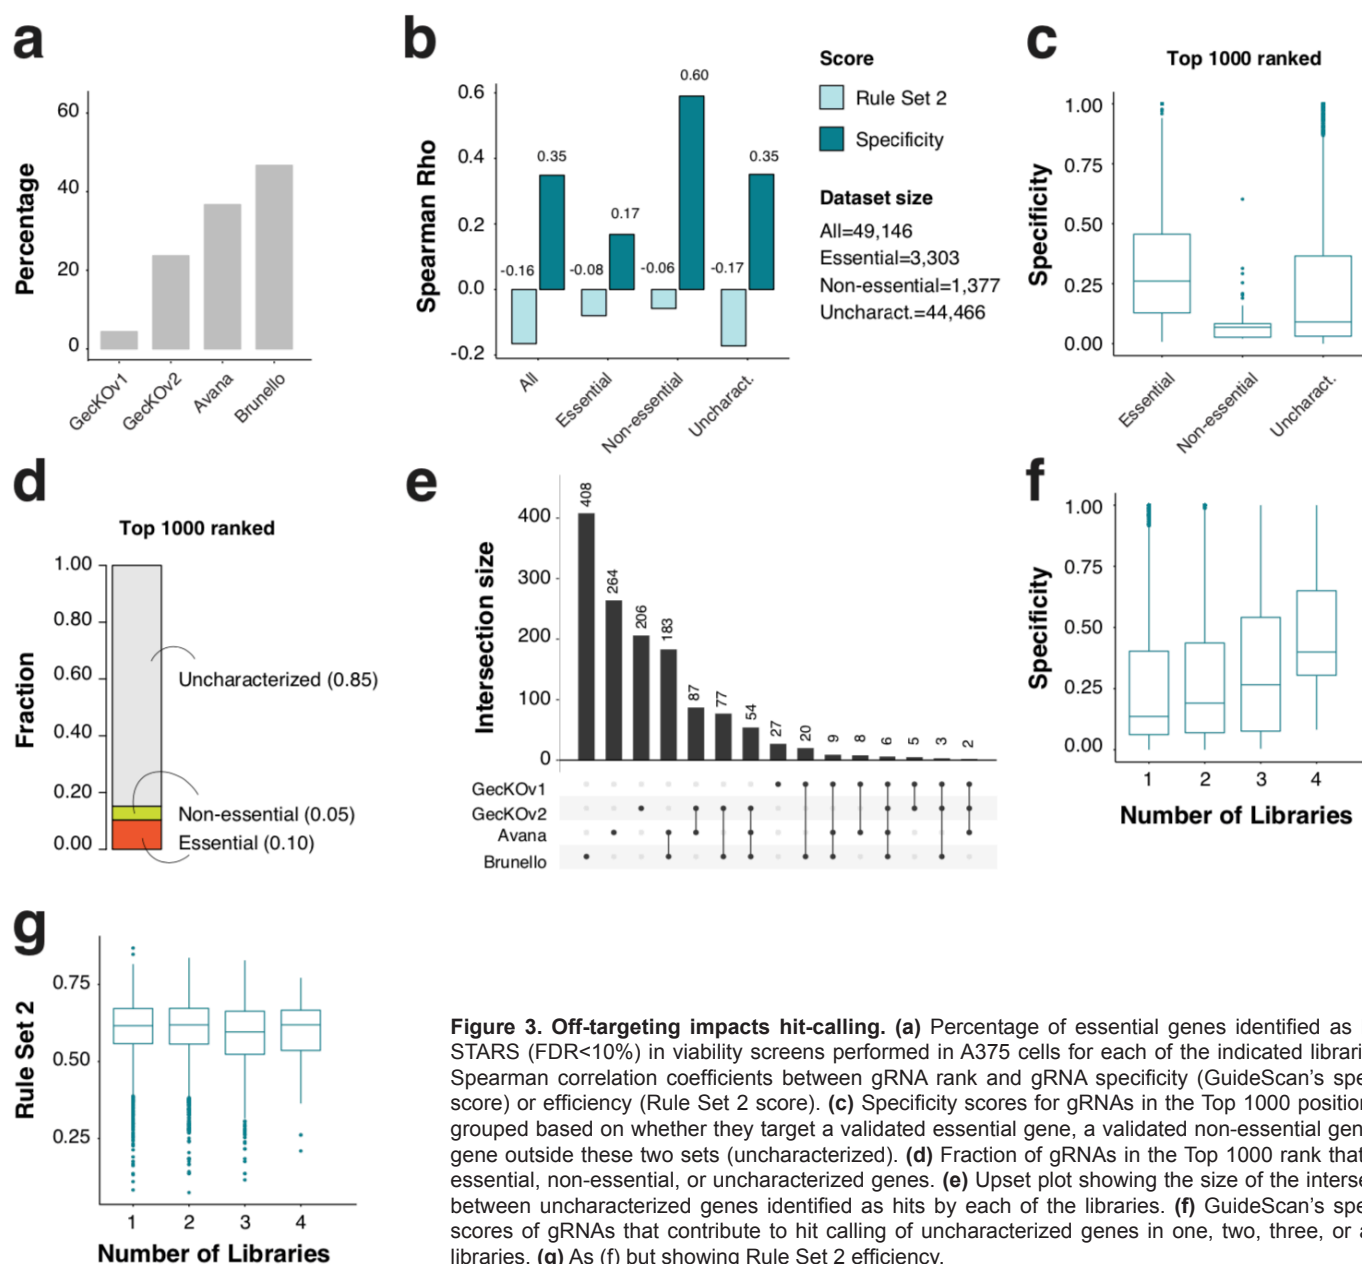 a
Percentage
60
40
20
0
GecKOv1
GecKOv2
Avana
Brunello
b
Spearman Rho
0.6
0.4
0.2
0.0
-0.2
-0.16
0.35
-0.08
0.17
-0.06
0.60
-0.17
0.35
All
Essential
Non-essential
Uncharact.
Score
Rule Set 2
Specificity
Dataset size
All=49,146
Essential=3,303
Non-essential=1,377
Uncharact.=44,466
c
Top 1000 ranked
Specificity
1.00
0.75
0.50
0.25
0.00
Essential
Non-essential
Uncharact.
d
Top 1000 ranked
Fraction
1.00
0.80
0.60
0.40
0.20
0.00
Uncharacterized (0.85)
Non-essential (0.05)
Essential (0.10)
e
Intersection size
400
300
200
100
0
408
264
206
183
87
77
54
27
20
9
8
6
5
3
2
GecKOv1
GecKOv2
Avana
Brunello
f
Specificity
1.00
0.75
0.50
0.25
0.00
1 2 3 4
Number of Libraries
g
Rule Set 2
0.75
0.50
0.25
1 2 3 4
Number of Libraries
Figure 3. Off-targeting impacts hit-calling. (a) Percentage of essential genes identified as
STARS (FDR<10%) in viability screens performed in A375 cells for each of the indicated librari
Spearman correlation coefficients between gRNA rank and gRNA specificity (GuideScan's spe
score) or efficiency (Rule Set 2 score). (c) Specificity scores for gRNAs in the Top 1000 position
grouped based on whether they target a validated essential gene, a validated non-essential gen
gene outside these two sets (uncharacterized). (d) Fraction of gRNAs in the Top 1000 rank that
essential, non-essential, or uncharacterized genes. (e) Upset plot showing the size of the interse
between uncharacterized genes identified as hits by each of the libraries. (f) GuideScan's spe
scores of gRNAs that contribute to hit calling of uncharacterized genes in one, two, three, or a
libraries. (g) As (f) but showing Rule Set 2 efficiency.